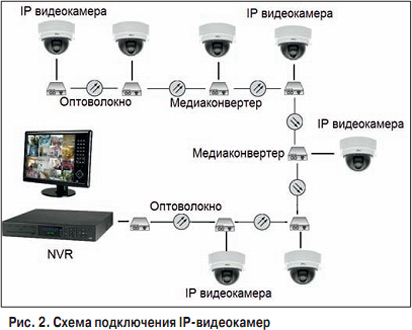 IP видеокамера
IP видеокамера
Оптоволокно
Медиаконвертер
IP видеокамера
Медиаконвертер
Оптоволокно
NVR
IP видеокамера
Рис. 2. Схема подключения IP-видеокамер